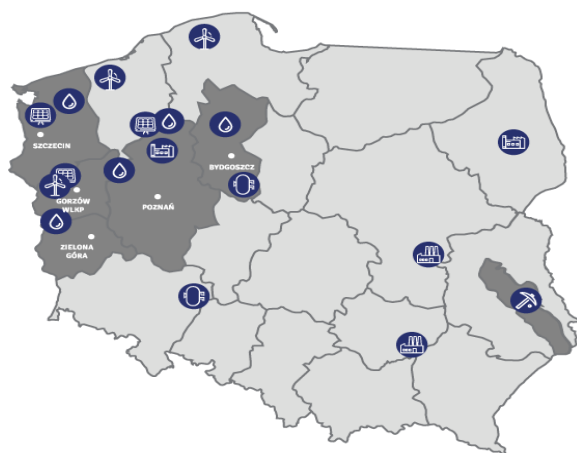 SZCZECIN
BYDGOSZCZ
GORZÓW
WLKP
POZNAŃ
ZIELONA
GÓRA